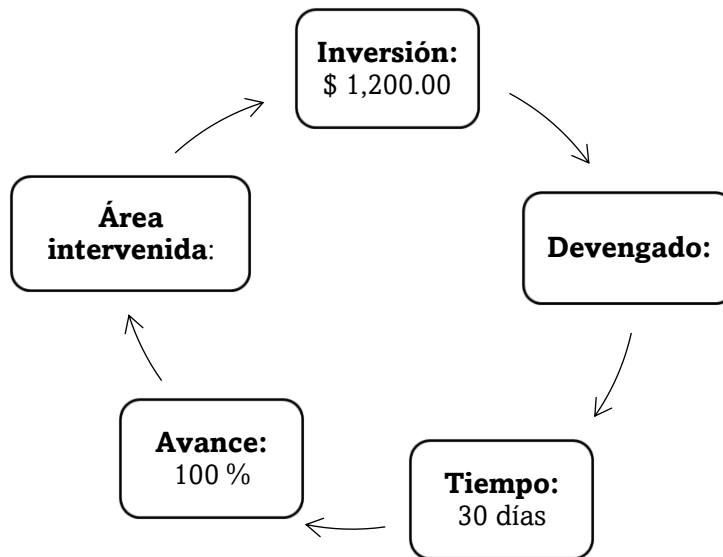 Inversión:
$ 1,200.00
Devengado:
Tiempo:
30 días
Avance:
100 %
Área
intervenida: